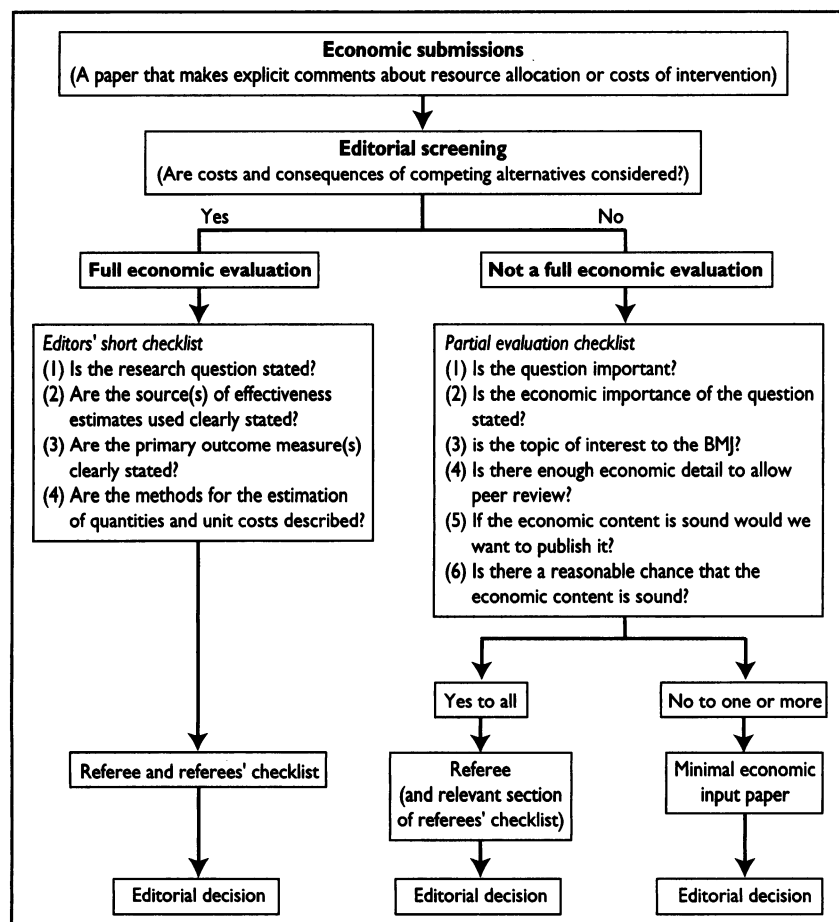 Economic submissions
(A paper that makes explicit comments about resource allocation or costs of intervention)
Editorial screening
(Are costs and consequences of competing alternatives considered?)
Yes
No
Full economic evaluation
Not a full economic evaluation
Editors' short checklist
(1) Is the research question stated?
(2) Are the source(s) of effectiveness
estimates used clearly stated?
(3) Are the primary outcome measure(s)
clearly stated?
(4) Are the methods for the estimation
of quantities and unit costs described?
Partial evaluation checklist
(1) Is the question important?
(2) Is the economic importance of the question
stated?
(3) is the topic of interest to the BMJ?
(4) Is there enough economic detail to allow
peer review?
(5) If the economic content is sound would we
want to publish it?
(6) Is there a reasonable chance that the
economic content is sound?
Yes to all
No to one or more
Referee and referees' checklist
Referee
(and relevant section
of referees' checklist)
Minimal economic
input paper
Editorial decision
Editorial decision
Editorial decision